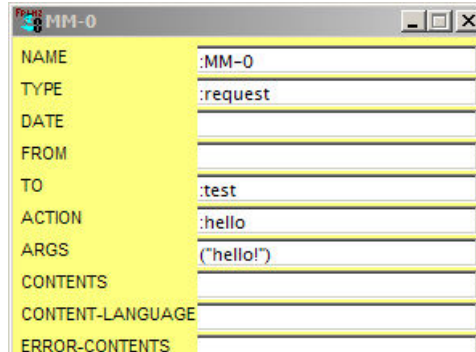 MM-0
NAME :MM-0
TYPE :request
DATE
FROM
TO :test
ACTION :hello
ARGS ("hello!")
CONTENTS
CONTENT-LANGUAGE
ERROR-CONTENTS